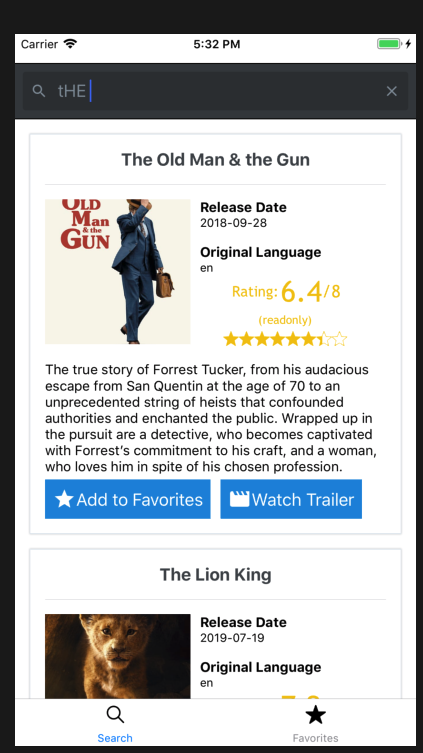 Carrier
5:32 PM
tHE
The Old Man & the Gun
OLD
Man
& the
GUN
Release Date
2018-09-28
Original Language
en
Rating: 6.4/8
(readonly)
The true story of Forrest Tucker, from his audacious
escape from San Quentin at the age of 70 to an
unprecedented string of heists that confounded
authorities and enchanted the public. Wrapped up in
the pursuit are a detective, who becomes captivated
with Forrest’s commitment to his craft, and a woman,
who loves him in spite of his chosen profession.
Add to Favorites
Watch Trailer
The Lion King
Release Date
2019-07-19
Original Language
en
Search
Favorites